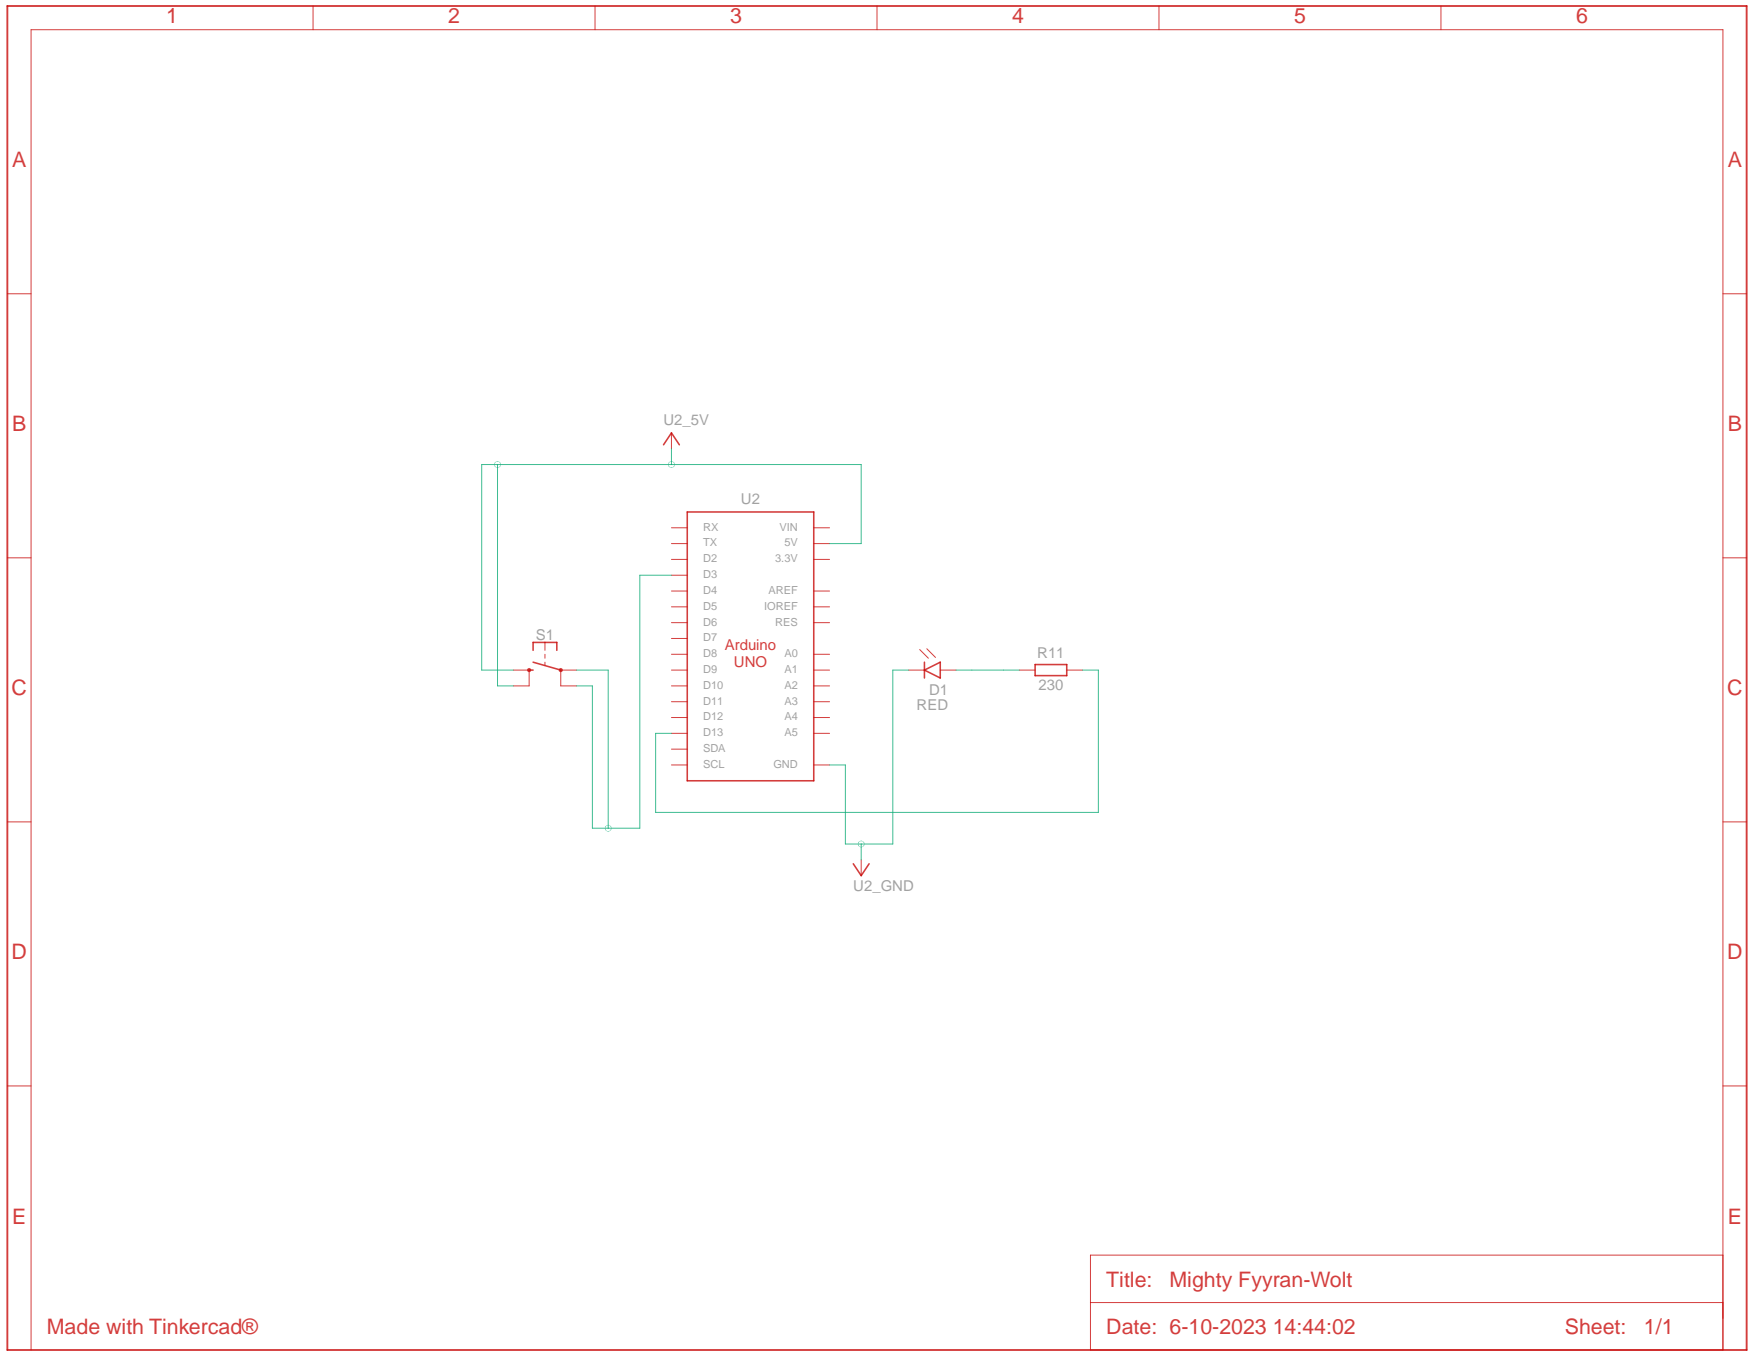 1 2 3 4 5 6
A A
B B
U2_5V
U2
RX VIN
TX 5V
D2 3.3V
D3
D4 AREF
D5 IOREF
D6 RES
D7
S1
Arduino
UNO
D8 A0
D9 A1
D10 A2
D11 A3
D12 A4
D13 A5
SDA
SCL GND
R11
230
D1
RED
C C
U2_GND
D D
E E
Title: Mighty Fyyran-Wolt
Made with Tinkercad®
Date: 6-10-2023 14:44:02 Sheet: 1/1